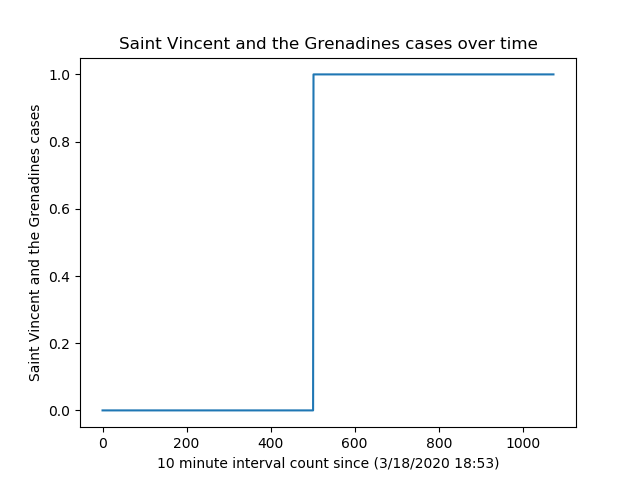 Saint Vincent and the Grenadines cases over time
Saint Vincent and the Grenadines cases
1.0
0.8
0.6
0.4
0.2
0.0
0 200 400 600 800 1000
10 minute interval count since (3/18/2020 18:53)